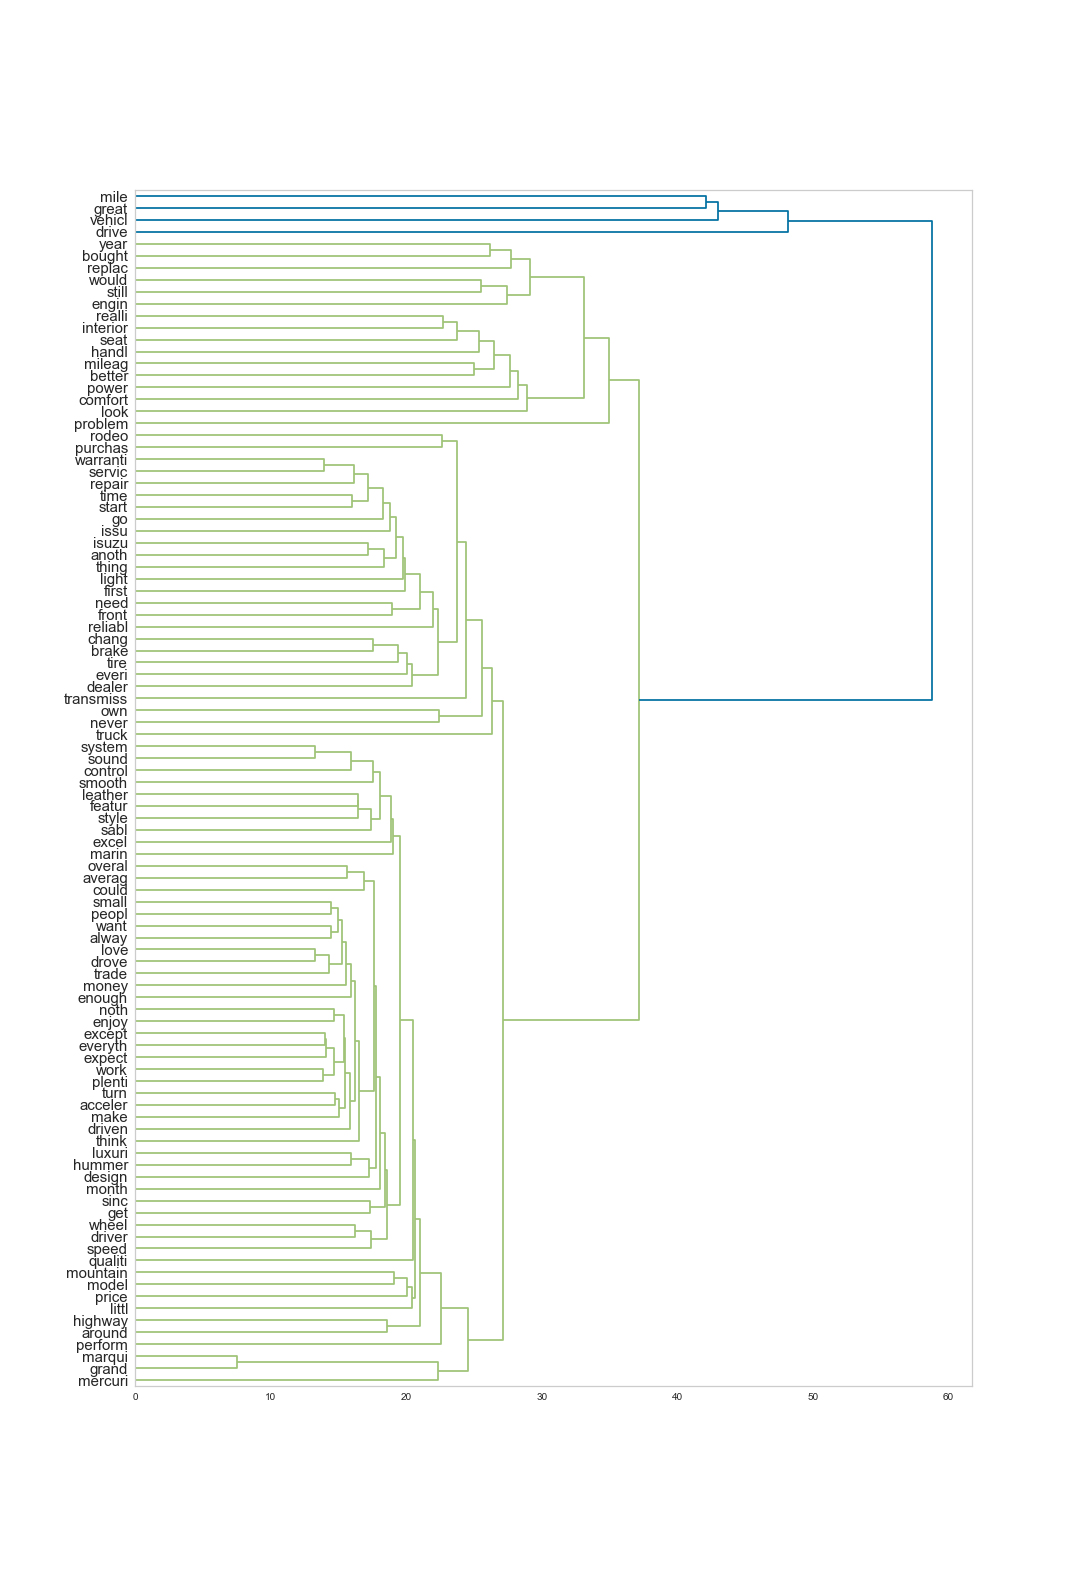 mile
great
vehicl
drive
year
bought
replac
would
still
engin
realli
interior
seat
handl
mileag
better
power
comfort
look
problem
rodeo
purchas
warranti
servic
repair
time
start
go
issu
isuzu
anoth
thing
light
first
need
front
reliabl
chang
brake
tire
everi
dealer
transmiss
own
never
truck
system
sound
control
smooth
leather
featur
style
sabl
excel
marin
overal
averag
could
small
peopl
want
alway
love
drove
trade
money
enough
noth
enjoy
except
everyth
expect
work
plenti
turn
acceler
make
driven
think
luxuri
hummer
design
month
sinc
get
wheel
driver
speed
qualiti
mountain
model
price
littl
highway
around
perform
marqui
grand
mercuri
0 10 20 30 40 50 60